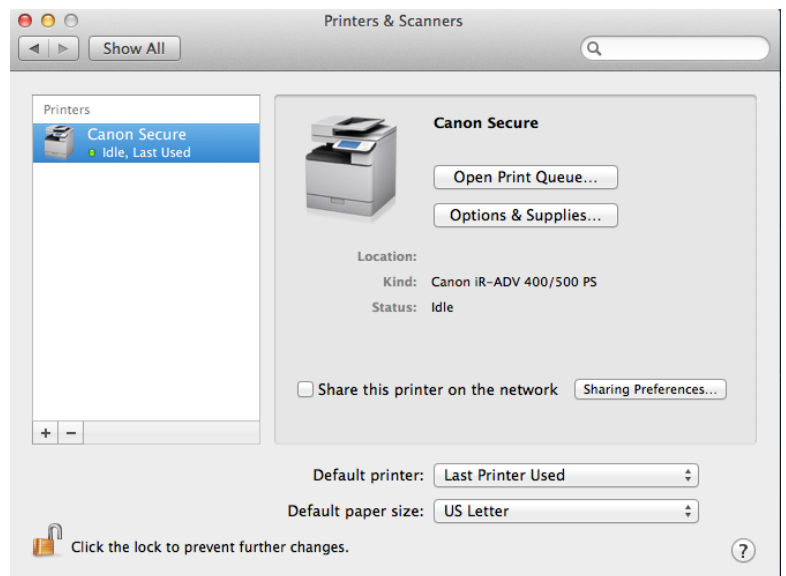 Printers & Scanners
Show All
Printers
Canon Secure
Idle, Last Used
Canon Secure
Open Print Queue...
Options & Supplies...
Location:
Kind: Canon iR-ADV 400/500 PS
Status: Idle
Share this printer on the network Sharing Preferences...
+ −
Default printer: Last Printer Used
Default paper size: US Letter
Click the lock to prevent further changes. ?